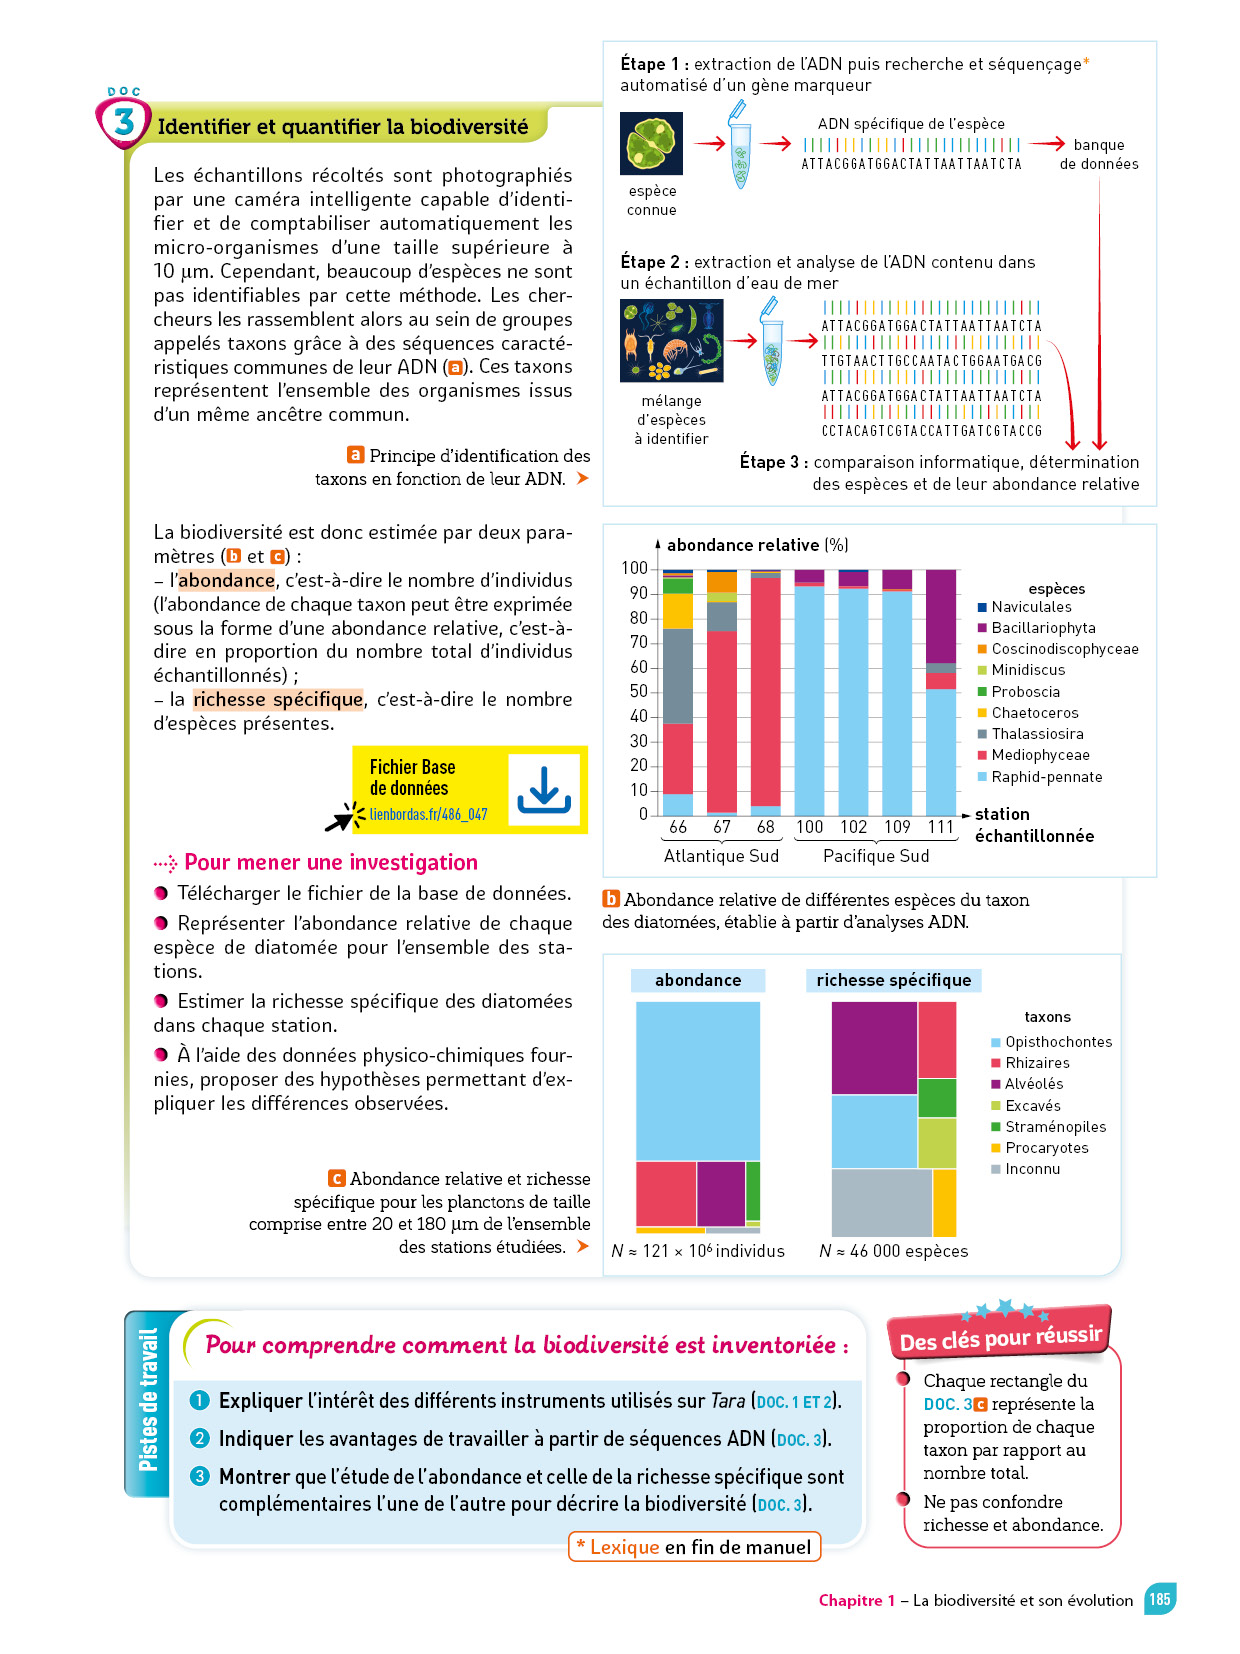 DOC
3 Identifier et quantifier la biodiversité
Les échantillons récoltés sont photographiés
par une caméra intelligente capable d'identi-
fier et de comptabiliser automatiquement les
micro-organismes d'une taille supérieure à
10 µm. Cependant, beaucoup d'espèces ne sont
pas identifiables par cette méthode. Les cher-
cheurs les rassemblent alors au sein de groupes
appelés taxons grâce à des séquences caracté-
ristiques communes de leur ADN (a). Ces taxons
représentent l'ensemble des organismes issus
d'un même ancêtre commun.
a Principe d'identification des
taxons en fonction de leur ADN.
Étape 1 : extraction de l'ADN puis recherche et séquençage*
automatisé d'un gène marqueur
espèce
connue
ADN spécifique de l'espèce
ATTACGGATGGACTATTAATTAATCTA
banque
de données
Étape 2 : extraction et analyse de l'ADN contenu dans
un échantillon d'eau de mer
mélange
d'espèces
à identifier
ATTACGGATGGACTATTAATTAATCTA
TTGTAACTTGCCAATACTGGAATGACG
ATTACGGATGGACTATTAATTAATCTA
CCTACAGTCGTACCATTGATCGTACCG
Étape 3 : comparaison informatique, détermination
des espèces et de leur abondance relative
La biodiversité est donc estimée par deux para-
mètres (b et c) :
– l'abondance, c'est-à-dire le nombre d'individus
(l'abondance de chaque taxon peut être exprimée
sous la forme d'une abondance relative, c'est-à-
dire en proportion du nombre total d'individus
échantillonnés) ;
– la richesse spécifique, c'est-à-dire le nombre
d'espèces présentes.
Fichier Base
de données
lienbordas.fr/486_047
Pour mener une investigation
Télécharger le fichier de la base de données.
Représenter l'abondance relative de chaque
espèce de diatomée pour l'ensemble des sta-
tions.
Estimer la richesse spécifique des diatomées
dans chaque station.
À l'aide des données physico-chimiques four-
nies, proposer des hypothèses permettant d'ex-
pliquer les différences observées.
abondance relative (%)
100
90
80
70
60
50
40
30
20
10
0
66 67 68 100 102 109 111
Atlantique Sud Pacifique Sud
station
échantillonnée
espèces
Naviculales
Bacillariophyta
Coscinodiscophyceae
Minidiscus
Proboscia
Chaetoceros
Thalassiosira
Mediophyceae
Raphid-pennate
b Abondance relative de différentes espèces du taxon
des diatomées, établie à partir d'analyses ADN.
c Abondance relative et richesse
spécifique pour les planctons de taille
comprise entre 20 et 180 µm de l'ensemble
des stations étudiées.
abondance
richesse spécifique
taxons
Opisthochontes
Rhizaires
Alvéolés
Excavés
Straménopiles
Procaryotes
Inconnu
N ≈ 121 × 10⁶ individus
N ≈ 46 000 espèces
Pistes de travail
Pour comprendre comment la biodiversité est inventoriée :
1 Expliquer l'intérêt des différents instruments utilisés sur Tara (DOC. 1 ET 2).
2 Indiquer les avantages de travailler à partir de séquences ADN (DOC. 3).
3 Montrer que l'étude de l'abondance et celle de la richesse spécifique sont
complémentaires l'une de l'autre pour décrire la biodiversité (DOC. 3).
* Lexique en fin de manuel
Des clés pour réussir
Chaque rectangle du
DOC. 3c représente la
proportion de chaque
taxon par rapport au
nombre total.
Ne pas confondre
richesse et abondance.
Chapitre 1 – La biodiversité et son évolution 185